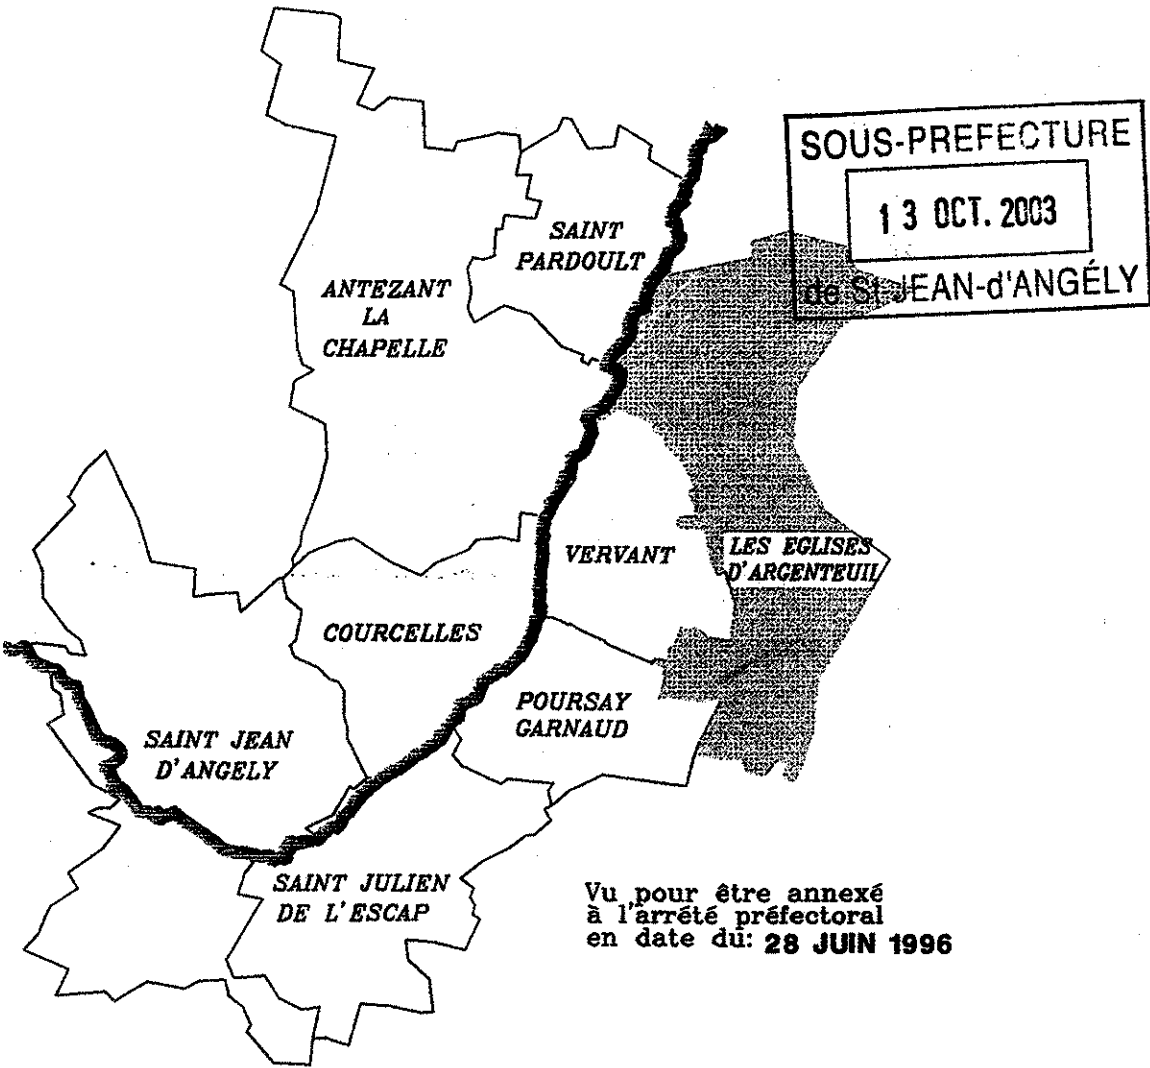 SOUS-PREFECTURE
13 OCT. 2003
de St JEAN-d'ANGÉLY
SAINT
PARDOULT
ANTEZANT
LA
CHAPELLE
VERVANT
LES EGLISES
D'ARGENTEUIL
COURCELLES
POURSAY
GARNAUD
SAINT JEAN
D'ANGELY
SAINT JULIEN
DE L'ESCAP
Vu pour être annexé
à l'arrété préfectoral
en date du: 28 JUIN 1996